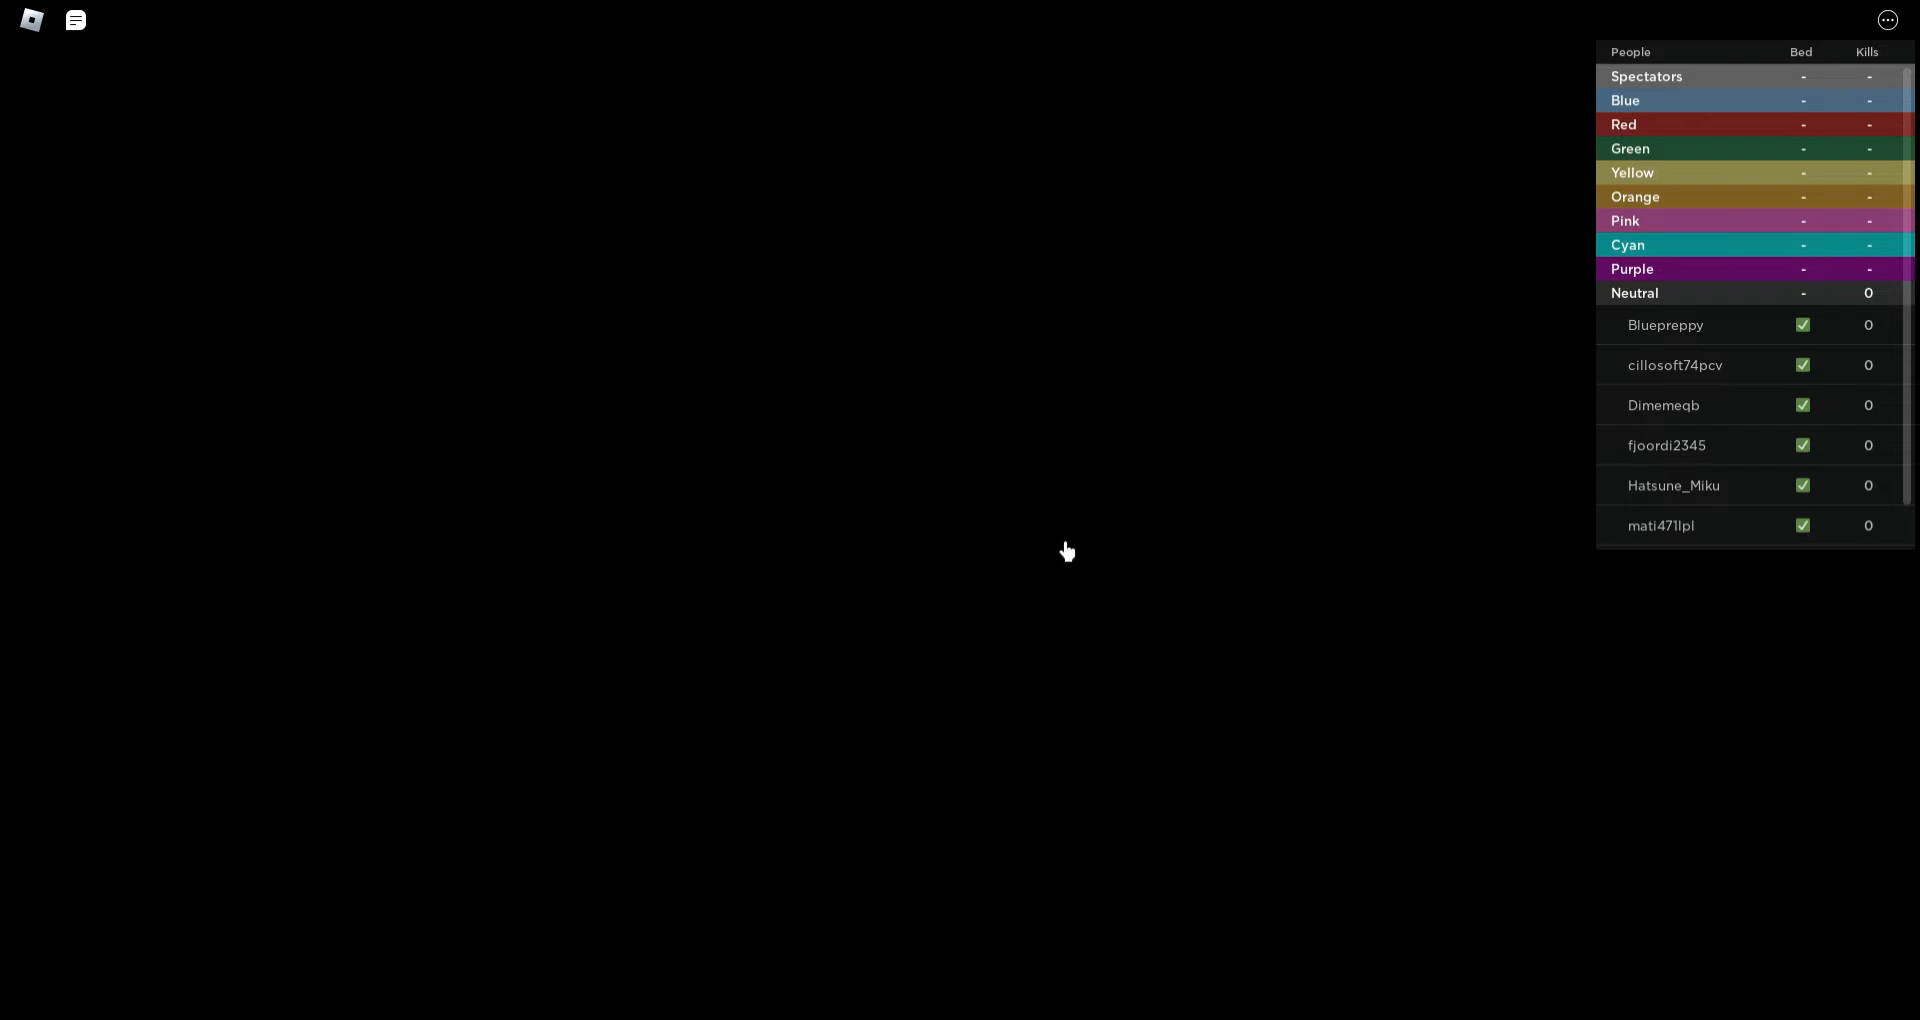 People Bed Kills
Spectators - -
Blue - -
Red - -
Green - -
Yellow - -
Orange - -
Pink - -
Cyan - -
Purple - -
Neutral - 0
Bluepreppy 0
cillosoft74pcv 0
Dimemeqb 0
fjoordi2345 0
Hatsune_Miku 0
mati471lpl 0